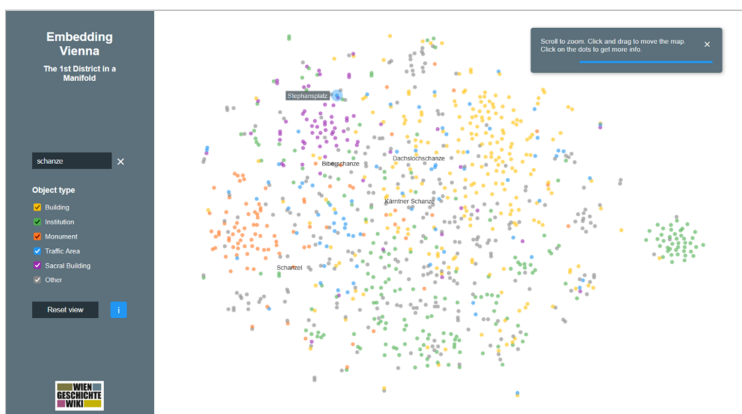 Embedding
Vienna
The 1st District in a
Manifold
schanze
Object type
Building
Institution
Monument
Traffic Area
Sacral Building
Other
Reset view
i
WIEN
GESCHICHTE
WIKI
Scroll to zoom. Click and drag to move the map.
Click on the dots to get more info.
Stephansplatz
Biberschanze
Dachslochschanze
Kärntner Schanze
Schanzel